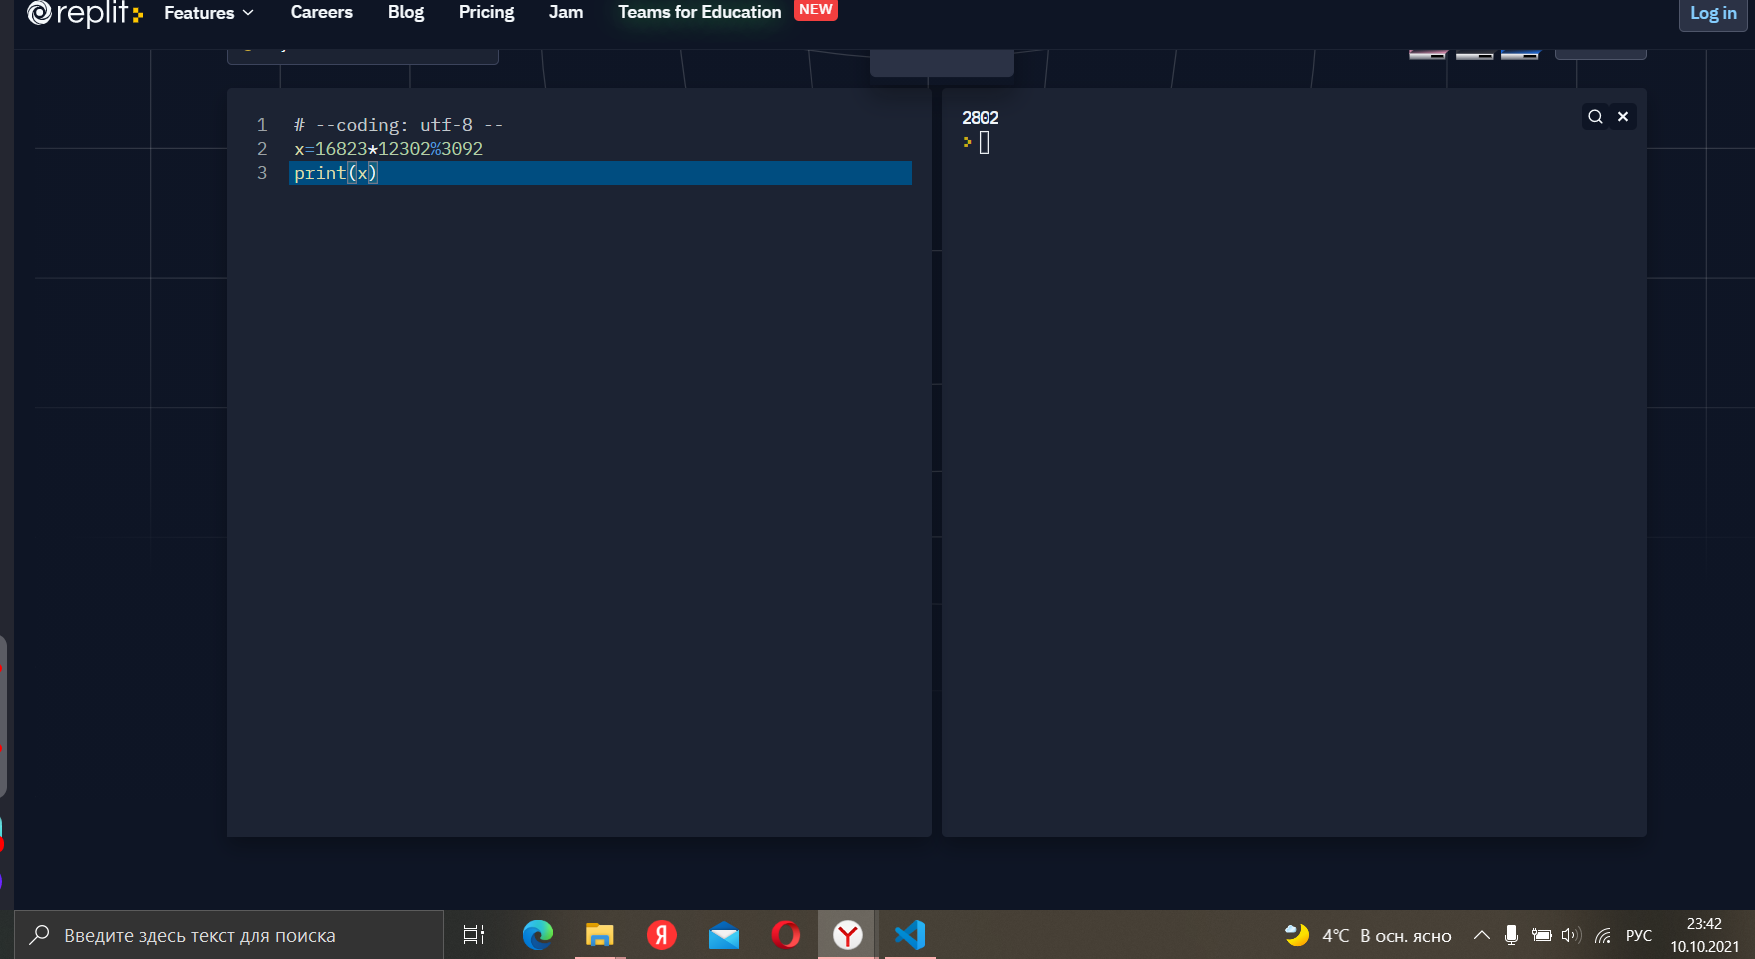 replit Features Careers Blog Pricing Jam Teams for Education NEW Log in
1 # --coding: utf-8 --
2 x=16823*12302%3092
3 print(x)
2802
Введите здесь текст для поиска
4°C В осн. ясно
РУС
23:42
10.10.2021